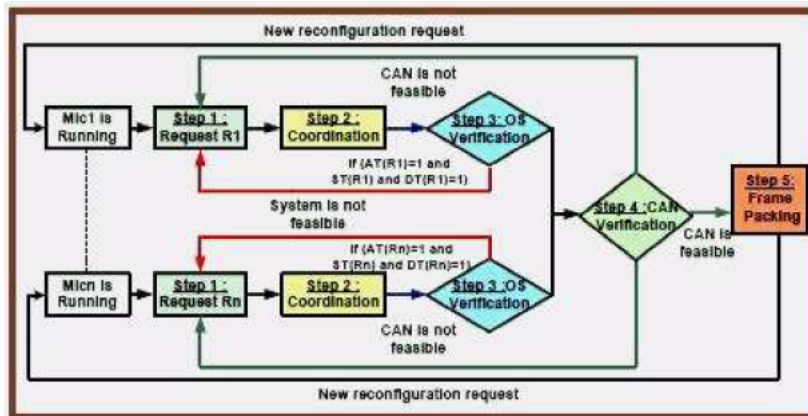 New reconfiguration request
CAN is not
feasible
Mic1 is
Running
Step 1 :
Request R1
Step 2 :
Coordination
Step 3: OS
Verification
If (AT(R1)=1 and
ST(R1) and DT(R1)=1)
System is not
feasible
Step 4 :CAN
Verification
CAN is
feasible
Step 5:
Frame
Packing
If (AT(Rn)=1 and
ST(Rn) and DT(Rn)=1)
Micn is
Running
Step 1 :
Request Rn
Step 2 :
Coordination
Step 3 :OS
Verification
CAN is not
feasible
New reconfiguration request